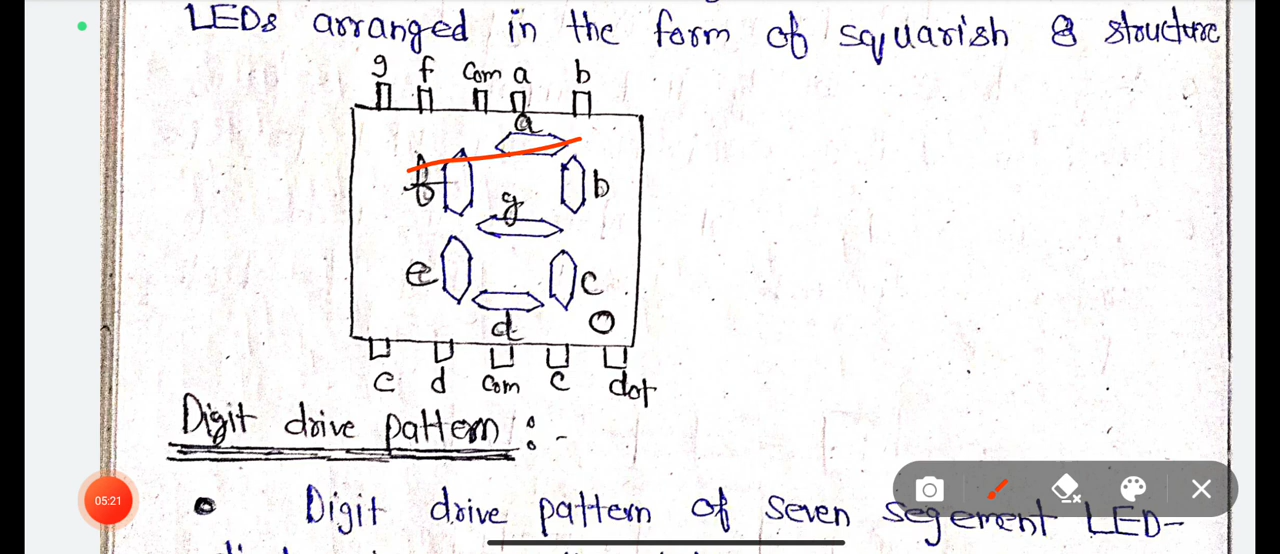 LEDs arranged in the form of squarish 8 structure
g f Com a b
a
b
g
e c
d
c d Com c dot
Digit drive pattern :-
Digit drive pattern of seven segement LED-
05:21